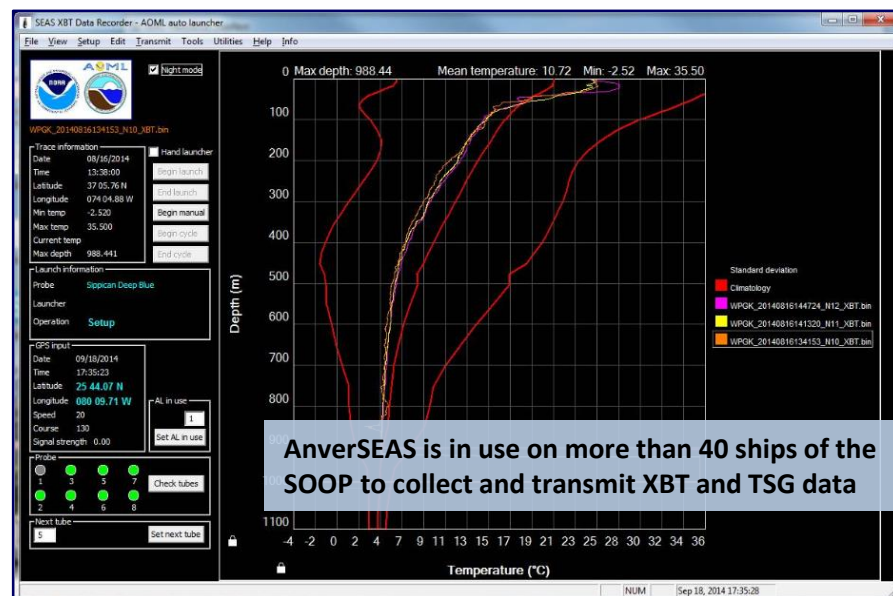 SEAS XBT Data Recorder - AOML auto launcher
File View Setup Edit Transmit Tools Utilities Help Info
NOAA
AOML
Night mode
WPGK_20140816134153_N10_XBT.bin
Trace information
Date 08/16/2014
Time 13:38:00
Latitude 37 05.76 N
Longitude 074 04.88 W
Min temp -2.520
Max temp 35.500
Current temp
Max depth 988.441
Hand launcher
Begin launch
End launch
Begin manual
Begin cycle
End cycle
Launch information
Probe Sippican Deep Blue
Launcher
Operation Setup
GPS input
Date 09/18/2014
Time 17:35:23
Latitude 25 44.07 N
Longitude 080 09.71 W
Speed 20
Course 130
Signal strength 0.00
AL in use
1
Set AL in use
Probe
1 3 5 7
2 4 6 8
Check tubes
Next tube
5
Set next tube
Max depth: 988.44 Mean temperature: 10.72 Min: -2.52 Max: 35.50
0
100
200
300
400
500
600
700
800
900
1100
Depth (m)
-4 -2 0 2 4 7 9 11 13 15 17 19 21 23 25 28 30 32 34 36
Temperature (°C)
Standard deviation
Climatology
WPGK_20140816144724_N12_XBT.bin
WPGK_20140816141320_N11_XBT.bin
WPGK_20140816134153_N10_XBT.bin
AnverSEAS is in use on more than 40 ships of the
SOOP to collect and transmit XBT and TSG data
NUM Sep 18, 2014 17:35:28